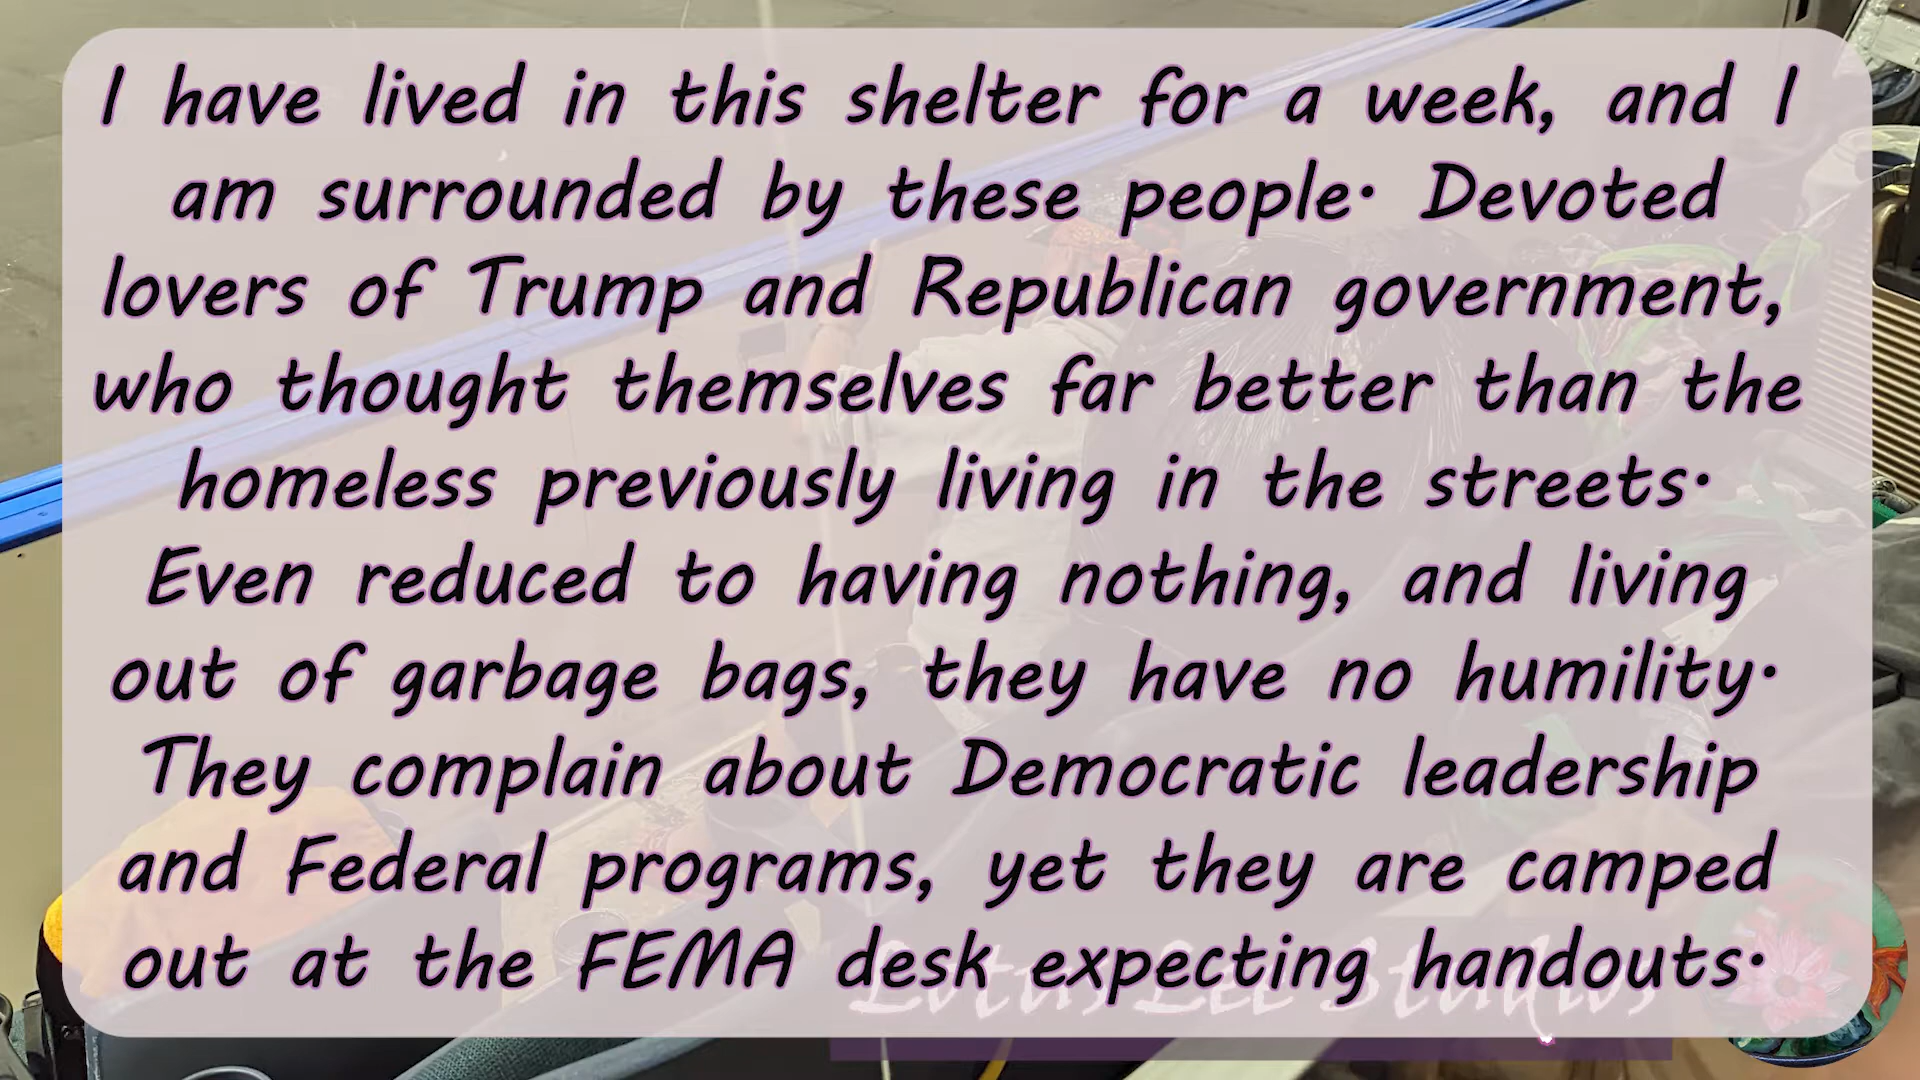 I have lived in this shelter for a week, and I
am surrounded by these people. Devoted
lovers of Trump and Republican government,
who thought themselves far better than the
homeless previously living in the streets.
Even reduced to having nothing, and living
out of garbage bags, they have no humility.
They complain about Democratic leadership
and Federal programs, yet they are camped
out at the FEMA desk expecting handouts.
Lotus Lee Studios